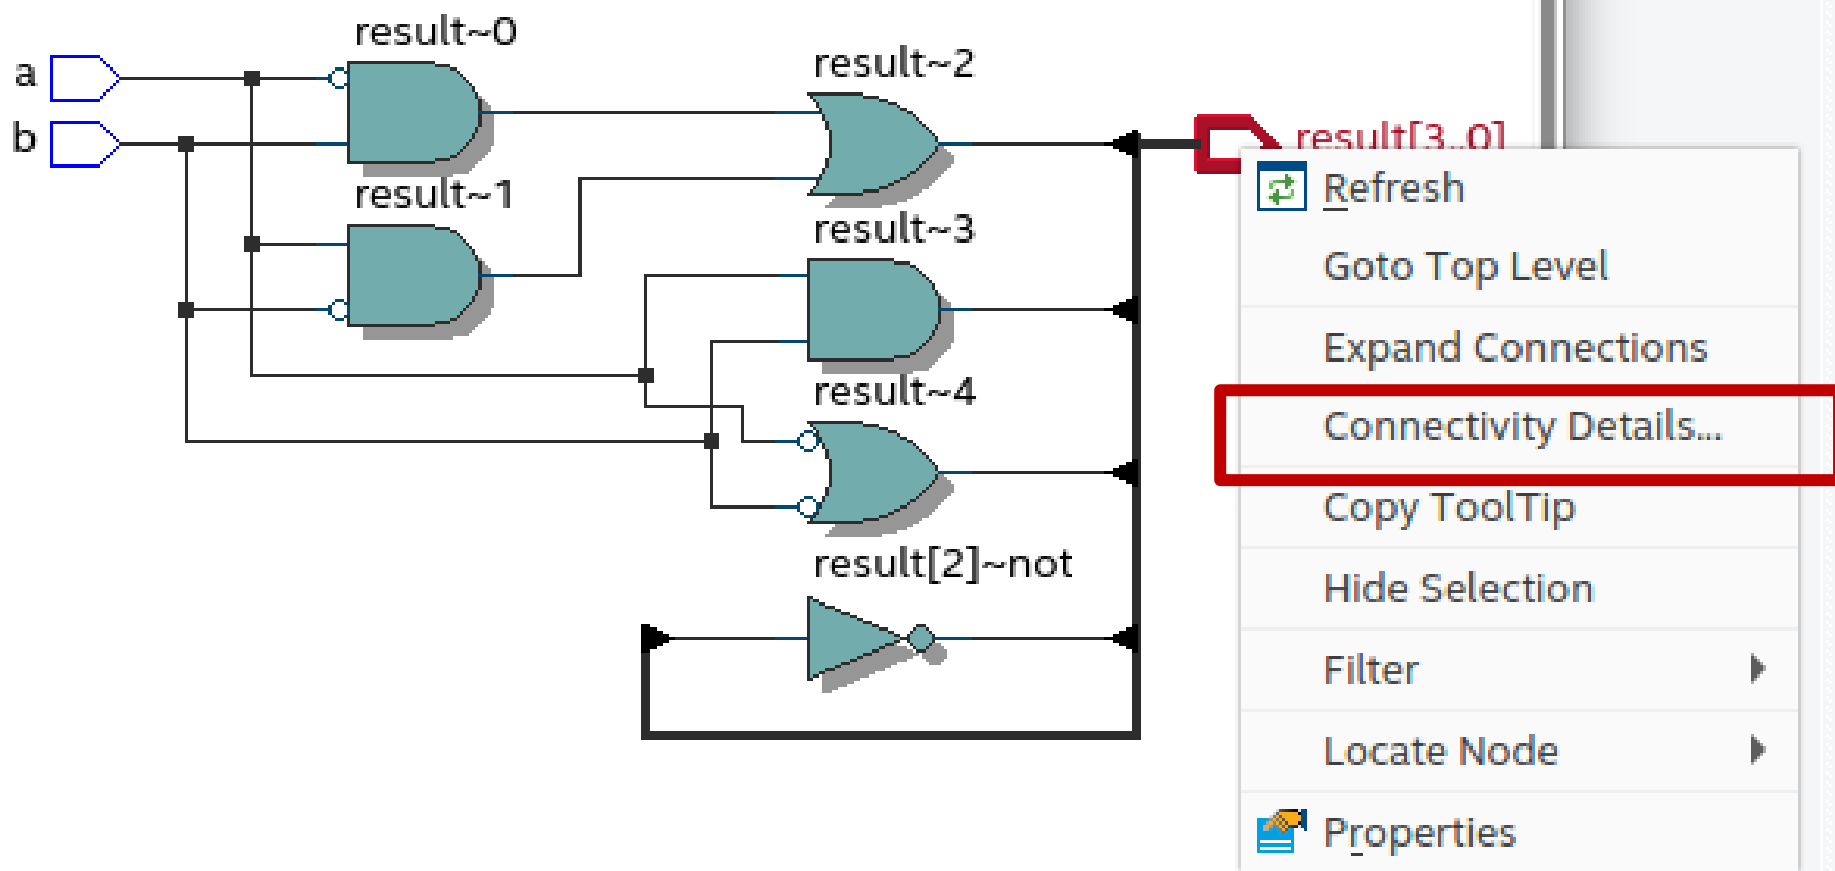 result~0
a
result~2
b
result[3..0]
result~1
Refresh
result~3
Goto Top Level
Expand Connections
result~4
Connectivity Details...
Copy ToolTip
result[2]~not
Hide Selection
Filter
Locate Node
Properties